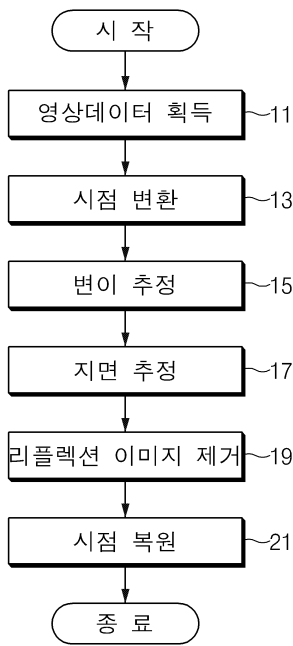 시 작
영상데이터 획득 11
시점 변환 13
변이 추정 15
지면 추정 17
리플렉션 이미지 제거 19
시점 복원 21
종 료